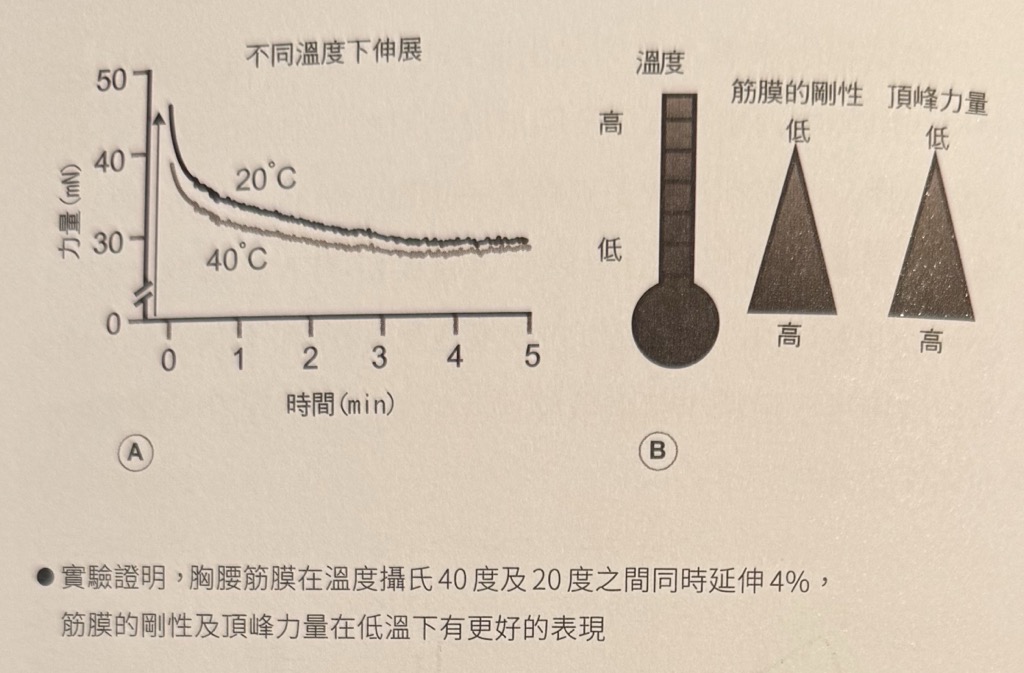 不同溫度下伸展
50
40
30
0
力量(mN)
20°C
40°C
0 1 2 3 4 5
時間(min)
A
溫度
高
低
筋膜的剛性
低
高
頂峰力量
低
高
B
●實驗證明，胸腰筋膜在溫度攝氏40度及20度之間同時延伸4%，
筋膜的剛性及頂峰力量在低溫下有更好的表現